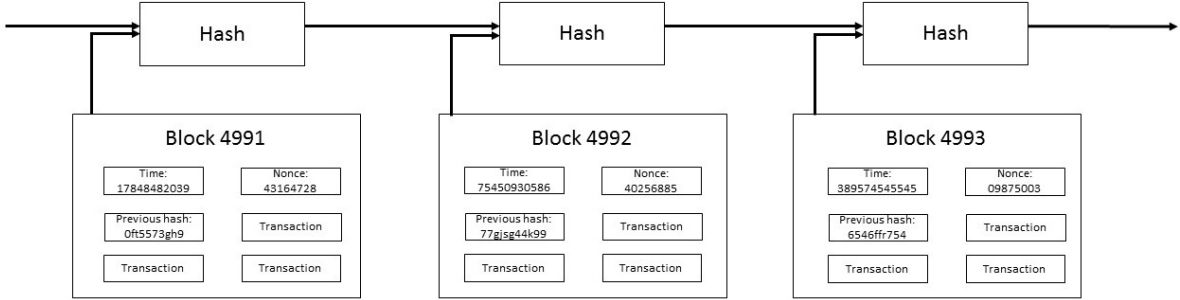 Hash
Hash
Hash
Block 4991
Time:
17848482039
Nonce:
43164728
Previous hash:
0ft5573gh9
Transaction
Transaction
Transaction
Block 4992
Time:
75450930586
Nonce:
40256885
Previous hash:
77gjsg44k99
Transaction
Transaction
Transaction
Block 4993
Time:
389574545545
Nonce:
09875003
Previous hash:
6546ffr754
Transaction
Transaction
Transaction